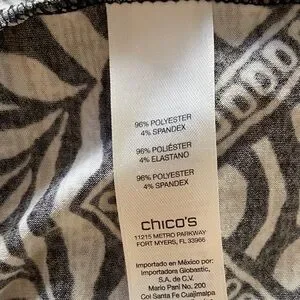 96% POLYESTER
4% SPANDEX
96% POLIÉSTER
4% ELASTANO
96% POLYESTER
4% SPANDEX
chico's
11215 METRO PARKWAY
FORT MYERS, FL 33966
Importado en México por:
Importadora Globastic,
S.A. de C.V.
Mario Pani No. 200
Col Santa Fe Cuajimalpa